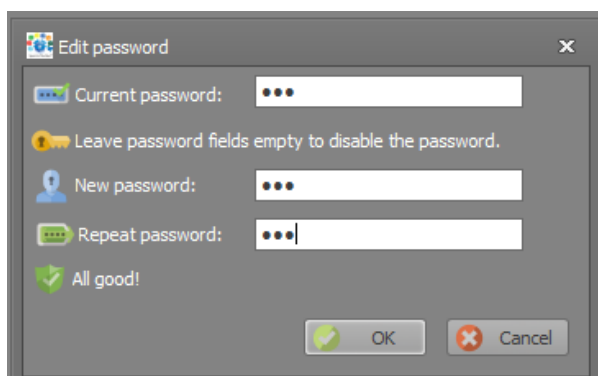 Edit password
Current password: •••
Leave password fields empty to disable the password.
New password: •••
Repeat password: •••
All good!
OK Cancel